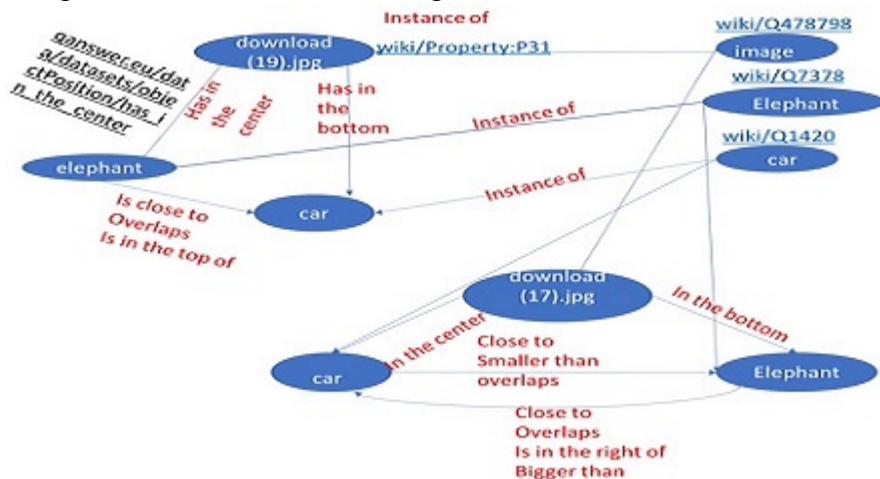 Instance of
wiki/Q478798
download
(19).jpg
wiki/Property:P31
image
qanswer.eu/dat
a/datasets/obje
ctPosition/has_i
n_the_center
Has in
the
center
Has in
the
bottom
wiki/Q7378
Elephant
Instance of
wiki/Q1420
car
elephant
Instance of
car
Is close to
Overlaps
Is in the top of
download
(17).jpg
In the bottom
In the center
Close to
Smaller than
overlaps
car
Elephant
Close to
Overlaps
Is in the right of
Bigger than